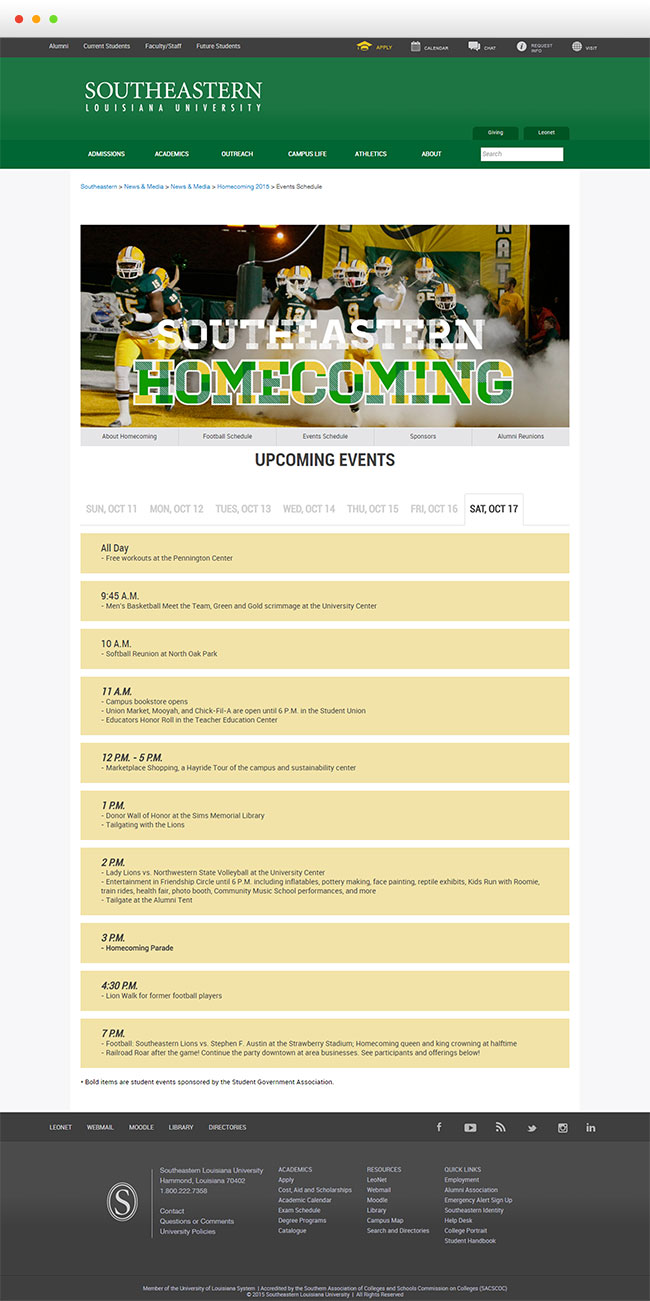 Alumni Current Students Faculty/Staff Future Students APPLY CALENDAR CHAT REQUEST INFO VISIT
SOUTHEASTERN
LOUISIANA UNIVERSITY
Giving Leonet
ADMISSIONS ACADEMICS OUTREACH CAMPUS LIFE ATHLETICS ABOUT Search
Southeastern > News & Media > News & Media > Homecoming 2015 > Events Schedule
15 12 9 85
SOUTHEASTERN
HOMECOMING
About Homecoming Football Schedule Events Schedule Sponsors Alumni Reunions
UPCOMING EVENTS
SUN, OCT 11 MON, OCT 12 TUES, OCT 13 WED, OCT 14 THU, OCT 15 FRI, OCT 16 SAT, OCT 17
All Day
- Free workouts at the Pennington Center
9:45 A.M.
- Men's Basketball Meet the Team, Green and Gold scrimmage at the University Center
10 A.M.
- Softball Reunion at North Oak Park
11 A.M.
- Campus bookstore opens
- Union Market, Mooyah, and Chick-Fil-A are open until 6 P.M. in the Student Union
- Educators Honor Roll in the Teacher Education Center
12 P.M. - 5 P.M.
- Marketplace Shopping, a Hayride Tour of the campus and sustainability center
1 P.M.
- Donor Wall of Honor at the Sims Memorial Library
- Tailgating with the Lions
2 P.M.
- Lady Lions vs. Northwestern State Volleyball at the University Center
- Entertainment in Friendship Circle until 6 P.M. including inflatables, pottery making, face painting, reptile exhibits, Kids Run with Roomie,
train rides, health fair, photo booth, Community Music School performances, and more
- Tailgate at the Alumni Tent
3 P.M.
- Homecoming Parade
4:30 P.M.
- Lion Walk for former football players
7 P.M.
- Football: Southeastern Lions vs. Stephen F. Austin at the Strawberry Stadium; Homecoming queen and king crowning at halftime
- Railroad Roar after the game! Continue the party downtown at area businesses. See participants and offerings below!
• Bold items are student events sponsored by the Student Government Association.
LEONET WEBMAIL MOODLE LIBRARY DIRECTORIES
S
Southeastern Louisiana University
Hammond, Louisiana 70402
1.800.222.7358
Contact
Questions or Comments
University Policies
ACADEMICS
Apply
Cost, Aid and Scholarships
Academic Calendar
Exam Schedule
Degree Programs
Catalogue
RESOURCES
LeoNet
Webmail
Moodle
Library
Campus Map
Search and Directories
QUICK LINKS
Employment
Alumni Association
Emergency Alert Sign Up
Southeastern Identity
Help Desk
College Portrait
Student Handbook
Member of the University of Louisiana System | Accredited by the Southern Association of Colleges and Schools Commission on Colleges (SACSCOC)
© 2015 Southeastern Louisiana University | All Rights Reserved